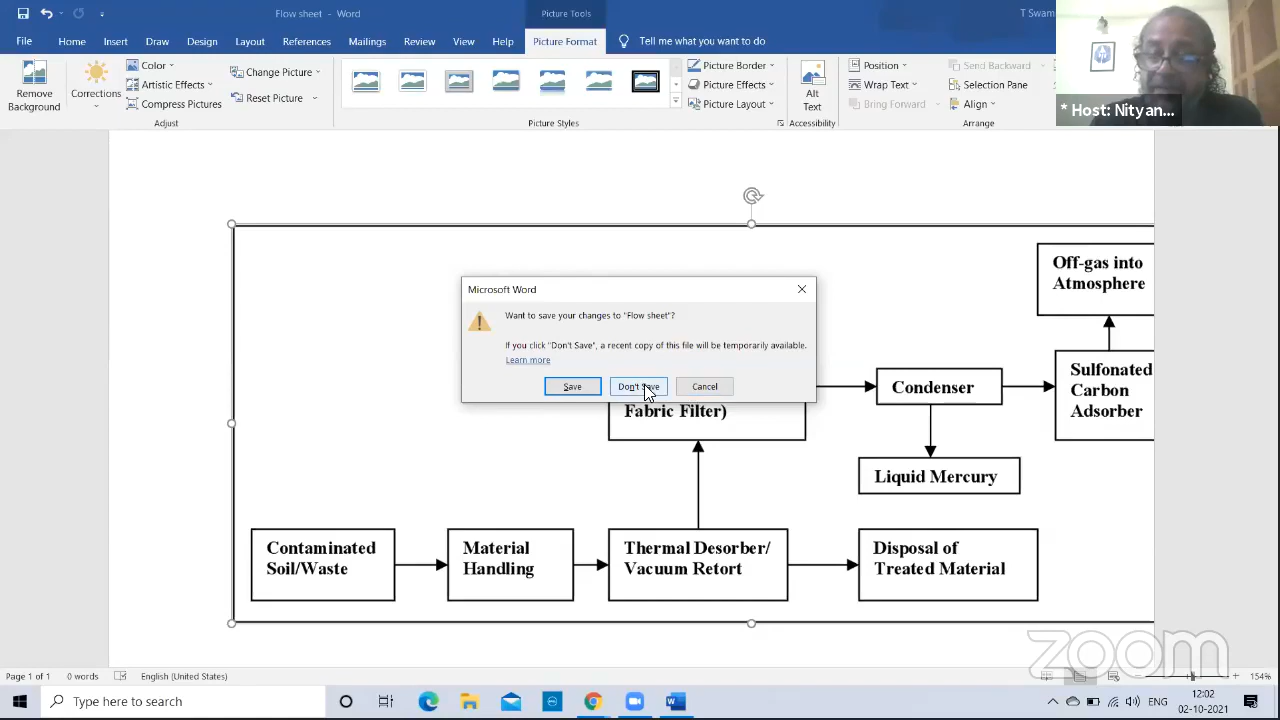 Flow sheet - Word
Picture Tools
T Swam
File Home Insert Draw Design Layout References Mailings Review View Help Picture Format Tell me what you want to do
Remove Background
Corrections
Color
Artistic Effects
Compress Pictures
Change Picture
Reset Picture
Adjust
Picture Styles
Picture Border
Picture Effects
Picture Layout
Alt Text
Accessibility
Position
Wrap Text
Bring Forward
Send Backward
Selection Pane
Align
Arrange
* Host: Nityan...
Off-gas into
Atmosphere
Microsoft Word
Want to save your changes to "Flow sheet"?
If you click "Don't Save", a recent copy of this file will be temporarily available.
Learn more
Save Don't Save Cancel
Fabric Filter)
Condenser
Sulfonated
Carbon
Adsorber
Liquid Mercury
Contaminated
Soil/Waste
Material
Handling
Thermal Desorber/
Vacuum Retort
Disposal of
Treated Material
zoom
Page 1 of 1 0 words English (United States) 154%
Type here to search
12:02
02-10-2021